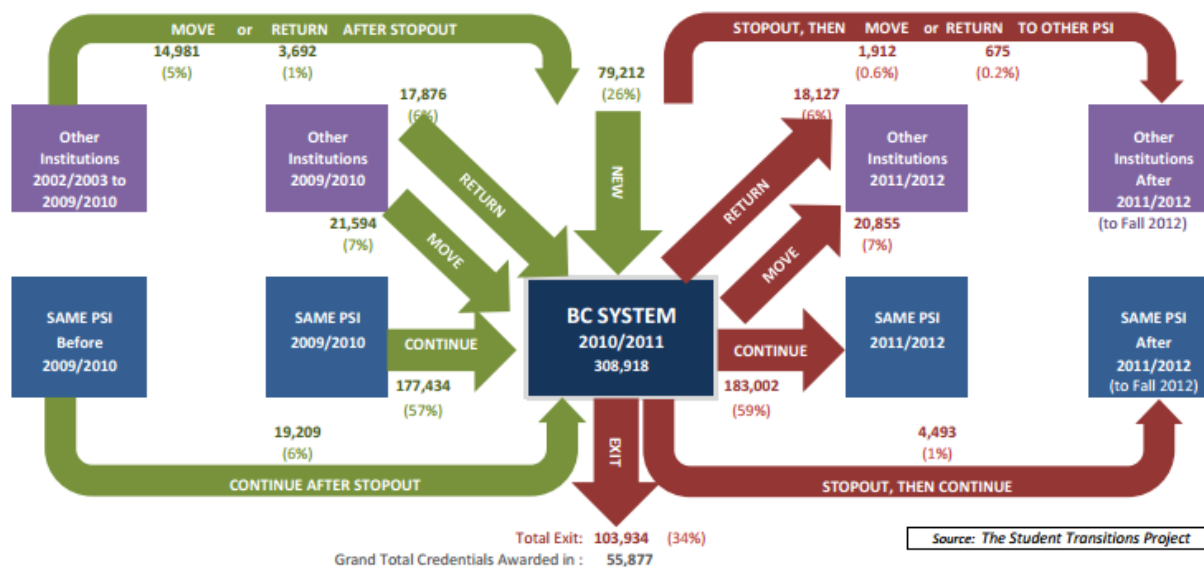 MOVE or RETURN AFTER STOPOUT
14,981 3,692
(5%) (1%)
STOPOUT, THEN MOVE or RETURN TO OTHER PSI
1,912 675
(0.6%) (0.2%)
79,212
(26%)
17,876
(6%)
18,127
(6%)
Other
Institutions
2002/2003 to
2009/2010
Other
Institutions
2009/2010
RETURN
NEW
RETURN
Other
Institutions
2011/2012
Other
Institutions
After
2011/2012
(to Fall 2012)
21,594
(7%)
MOVE
MOVE
20,855
(7%)
SAME PSI
Before
2009/2010
SAME PSI
2009/2010
CONTINUE
177,434
(57%)
BC SYSTEM
2010/2011
308,918
CONTINUE
183,002
(59%)
SAME PSI
2011/2012
SAME PSI
After
2011/2012
(to Fall 2012)
19,209
(6%)
CONTINUE AFTER STOPOUT
EXIT
4,493
(1%)
STOPOUT, THEN CONTINUE
Total Exit: 103,934 (34%)
Grand Total Credentials Awarded in : 55,877
Source: The Student Transitions Project